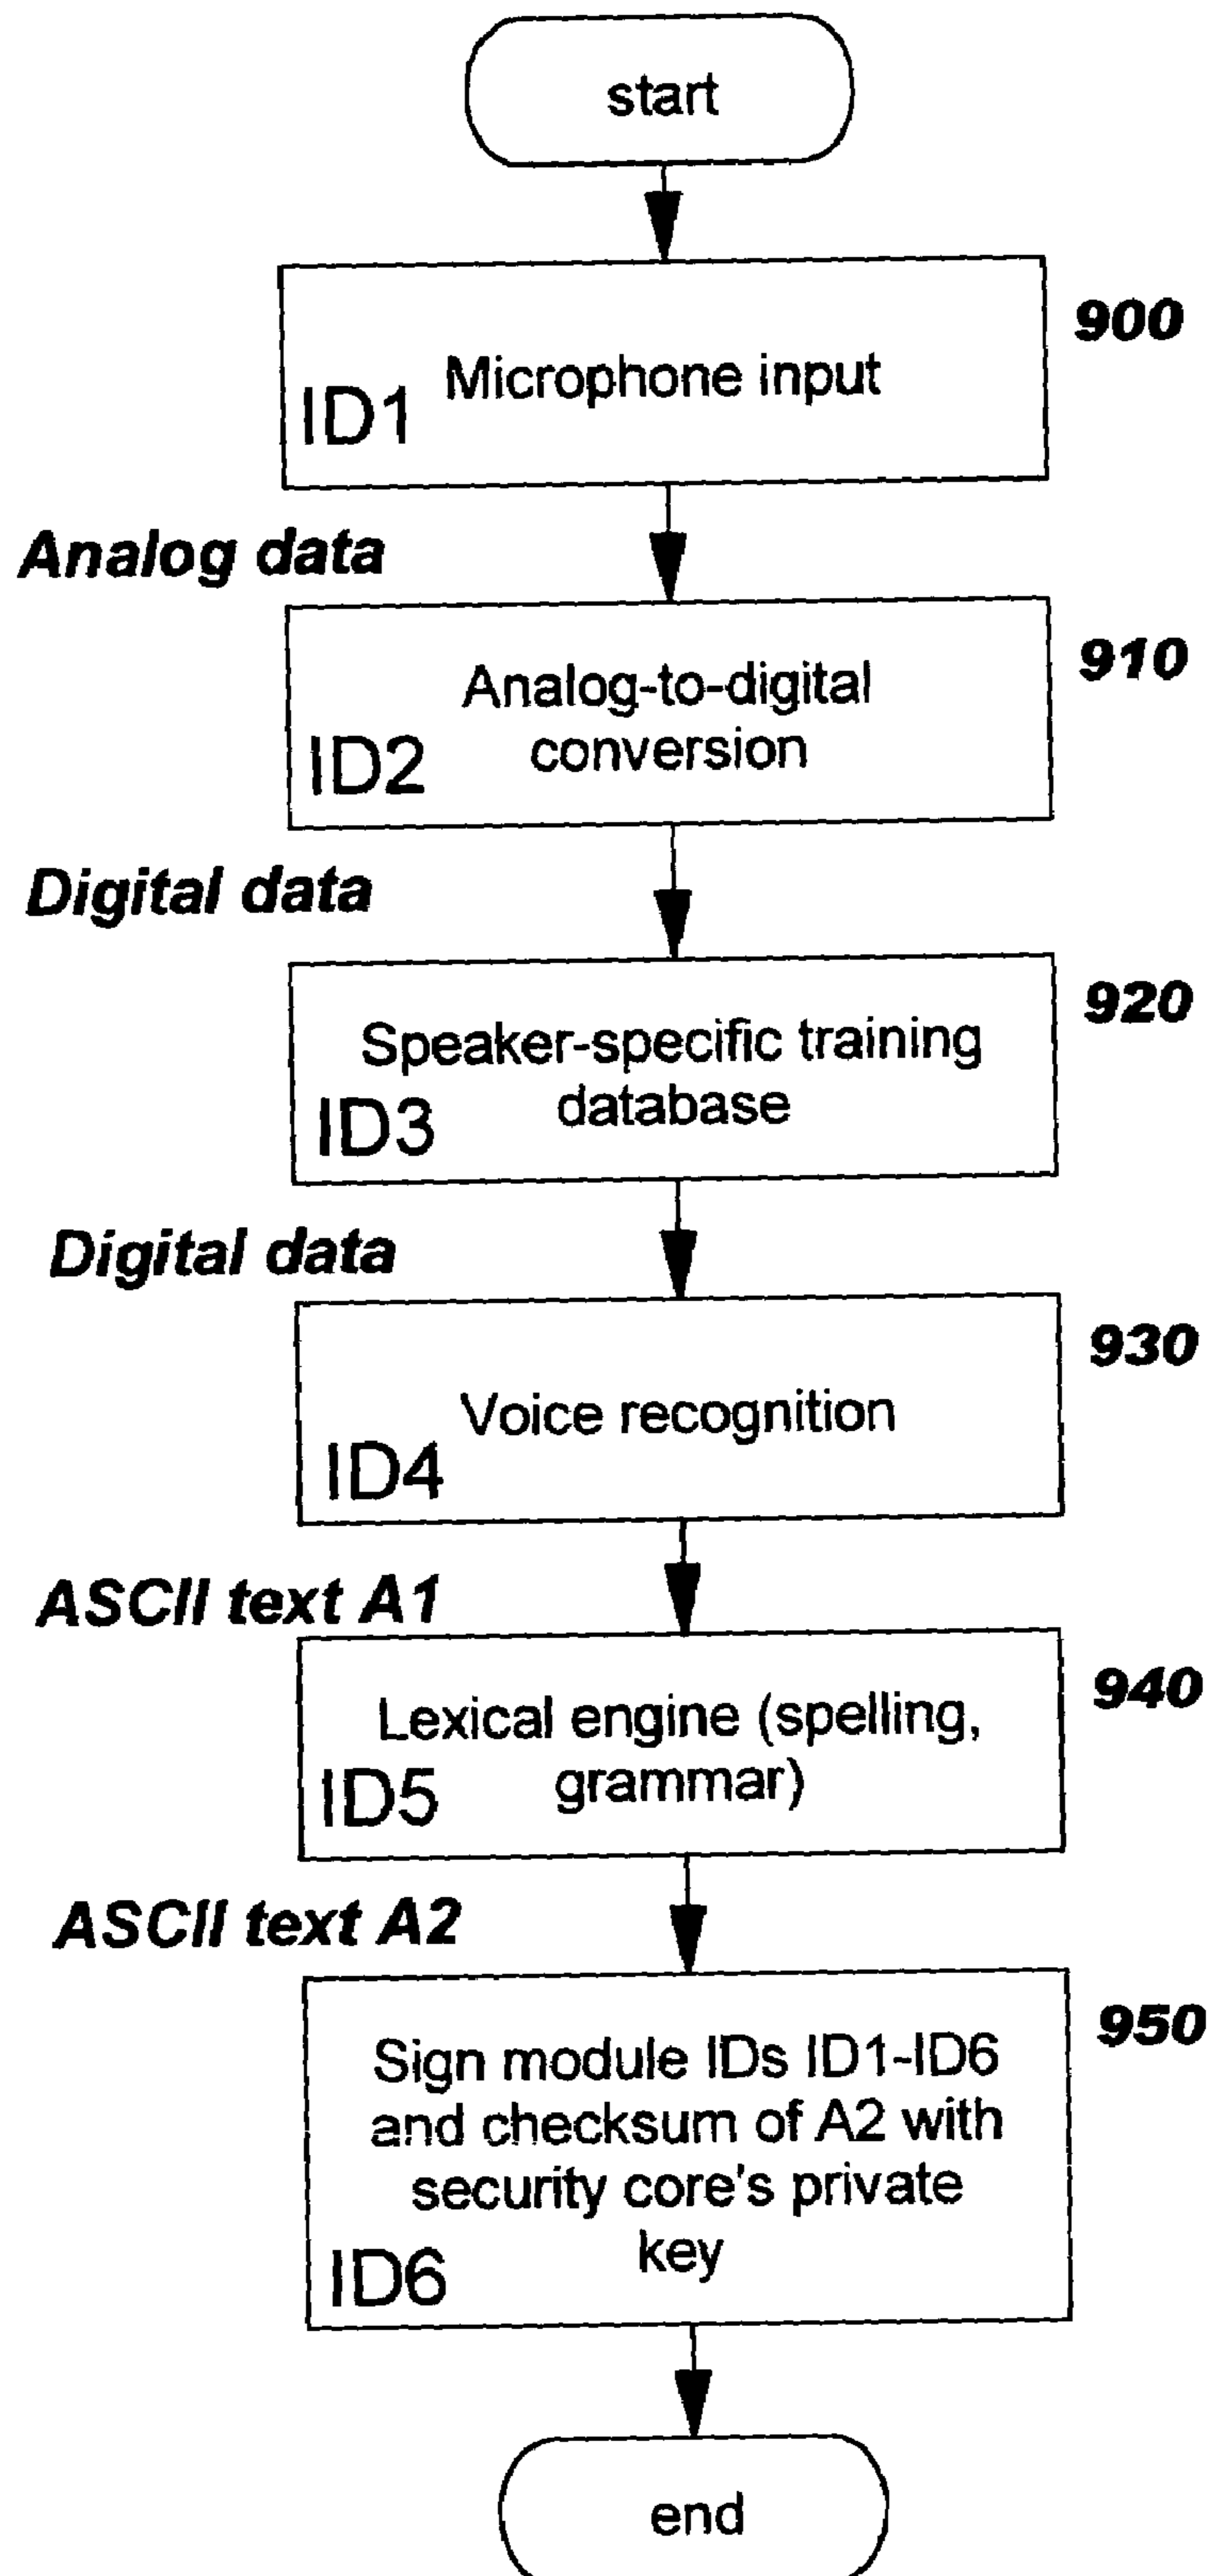 start
900
Microphone input
ID1
Analog data
910
Analog-to-digital
conversion
ID2
Digital data
920
Speaker-specific training
database
ID3
Digital data
930
Voice recognition
ID4
ASCII text A1
940
Lexical engine (spelling,
grammar)
ID5
ASCII text A2
950
Sign module IDs ID1-ID6
and checksum of A2 with
security core's private
key
ID6
end